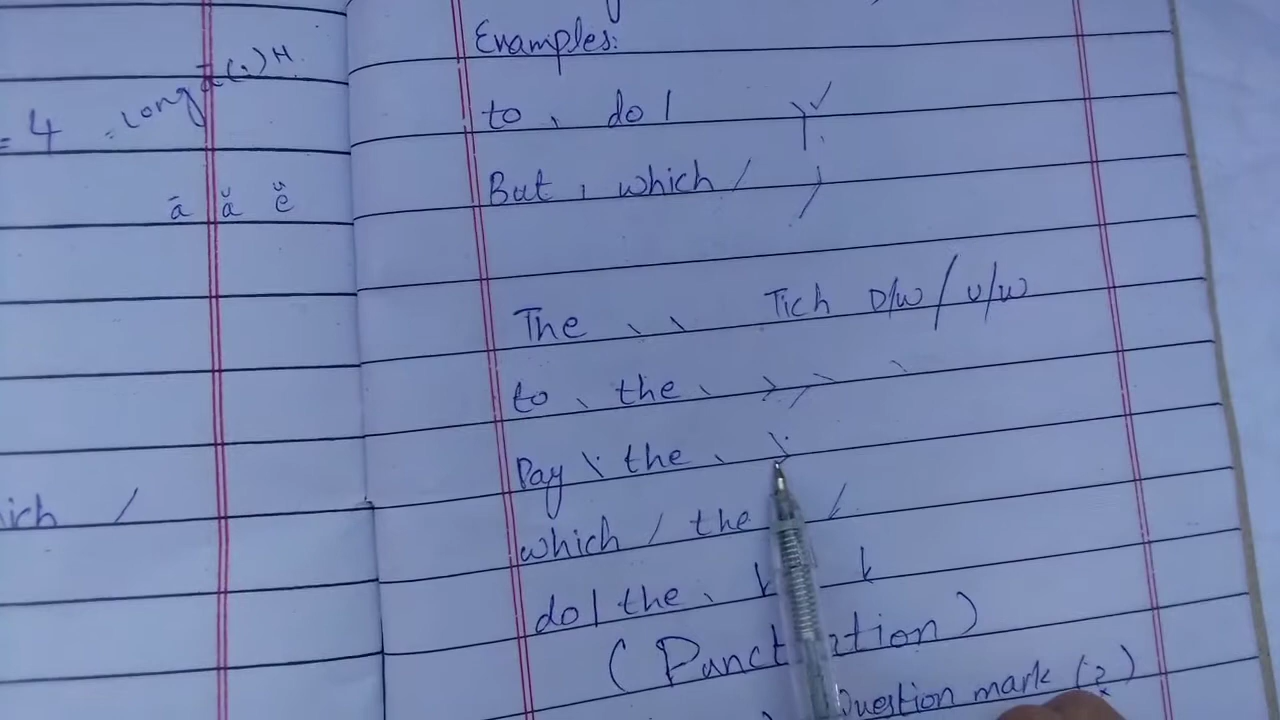 = 4 = Long ā(.) H.
ā ă ĕ
ich /
Examples:
to \ do |
But ı which /
The \ \ Tich D/W / U/W
to \ the \
Pay \ the \
which / the
do | the \
(Punct ation)
Question mark (?)